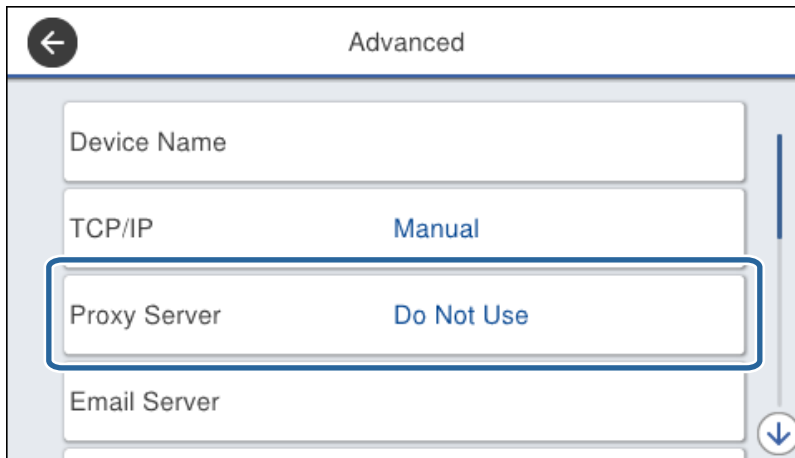 Advanced
Device Name
TCP/IP Manual
Proxy Server Do Not Use
Email Server